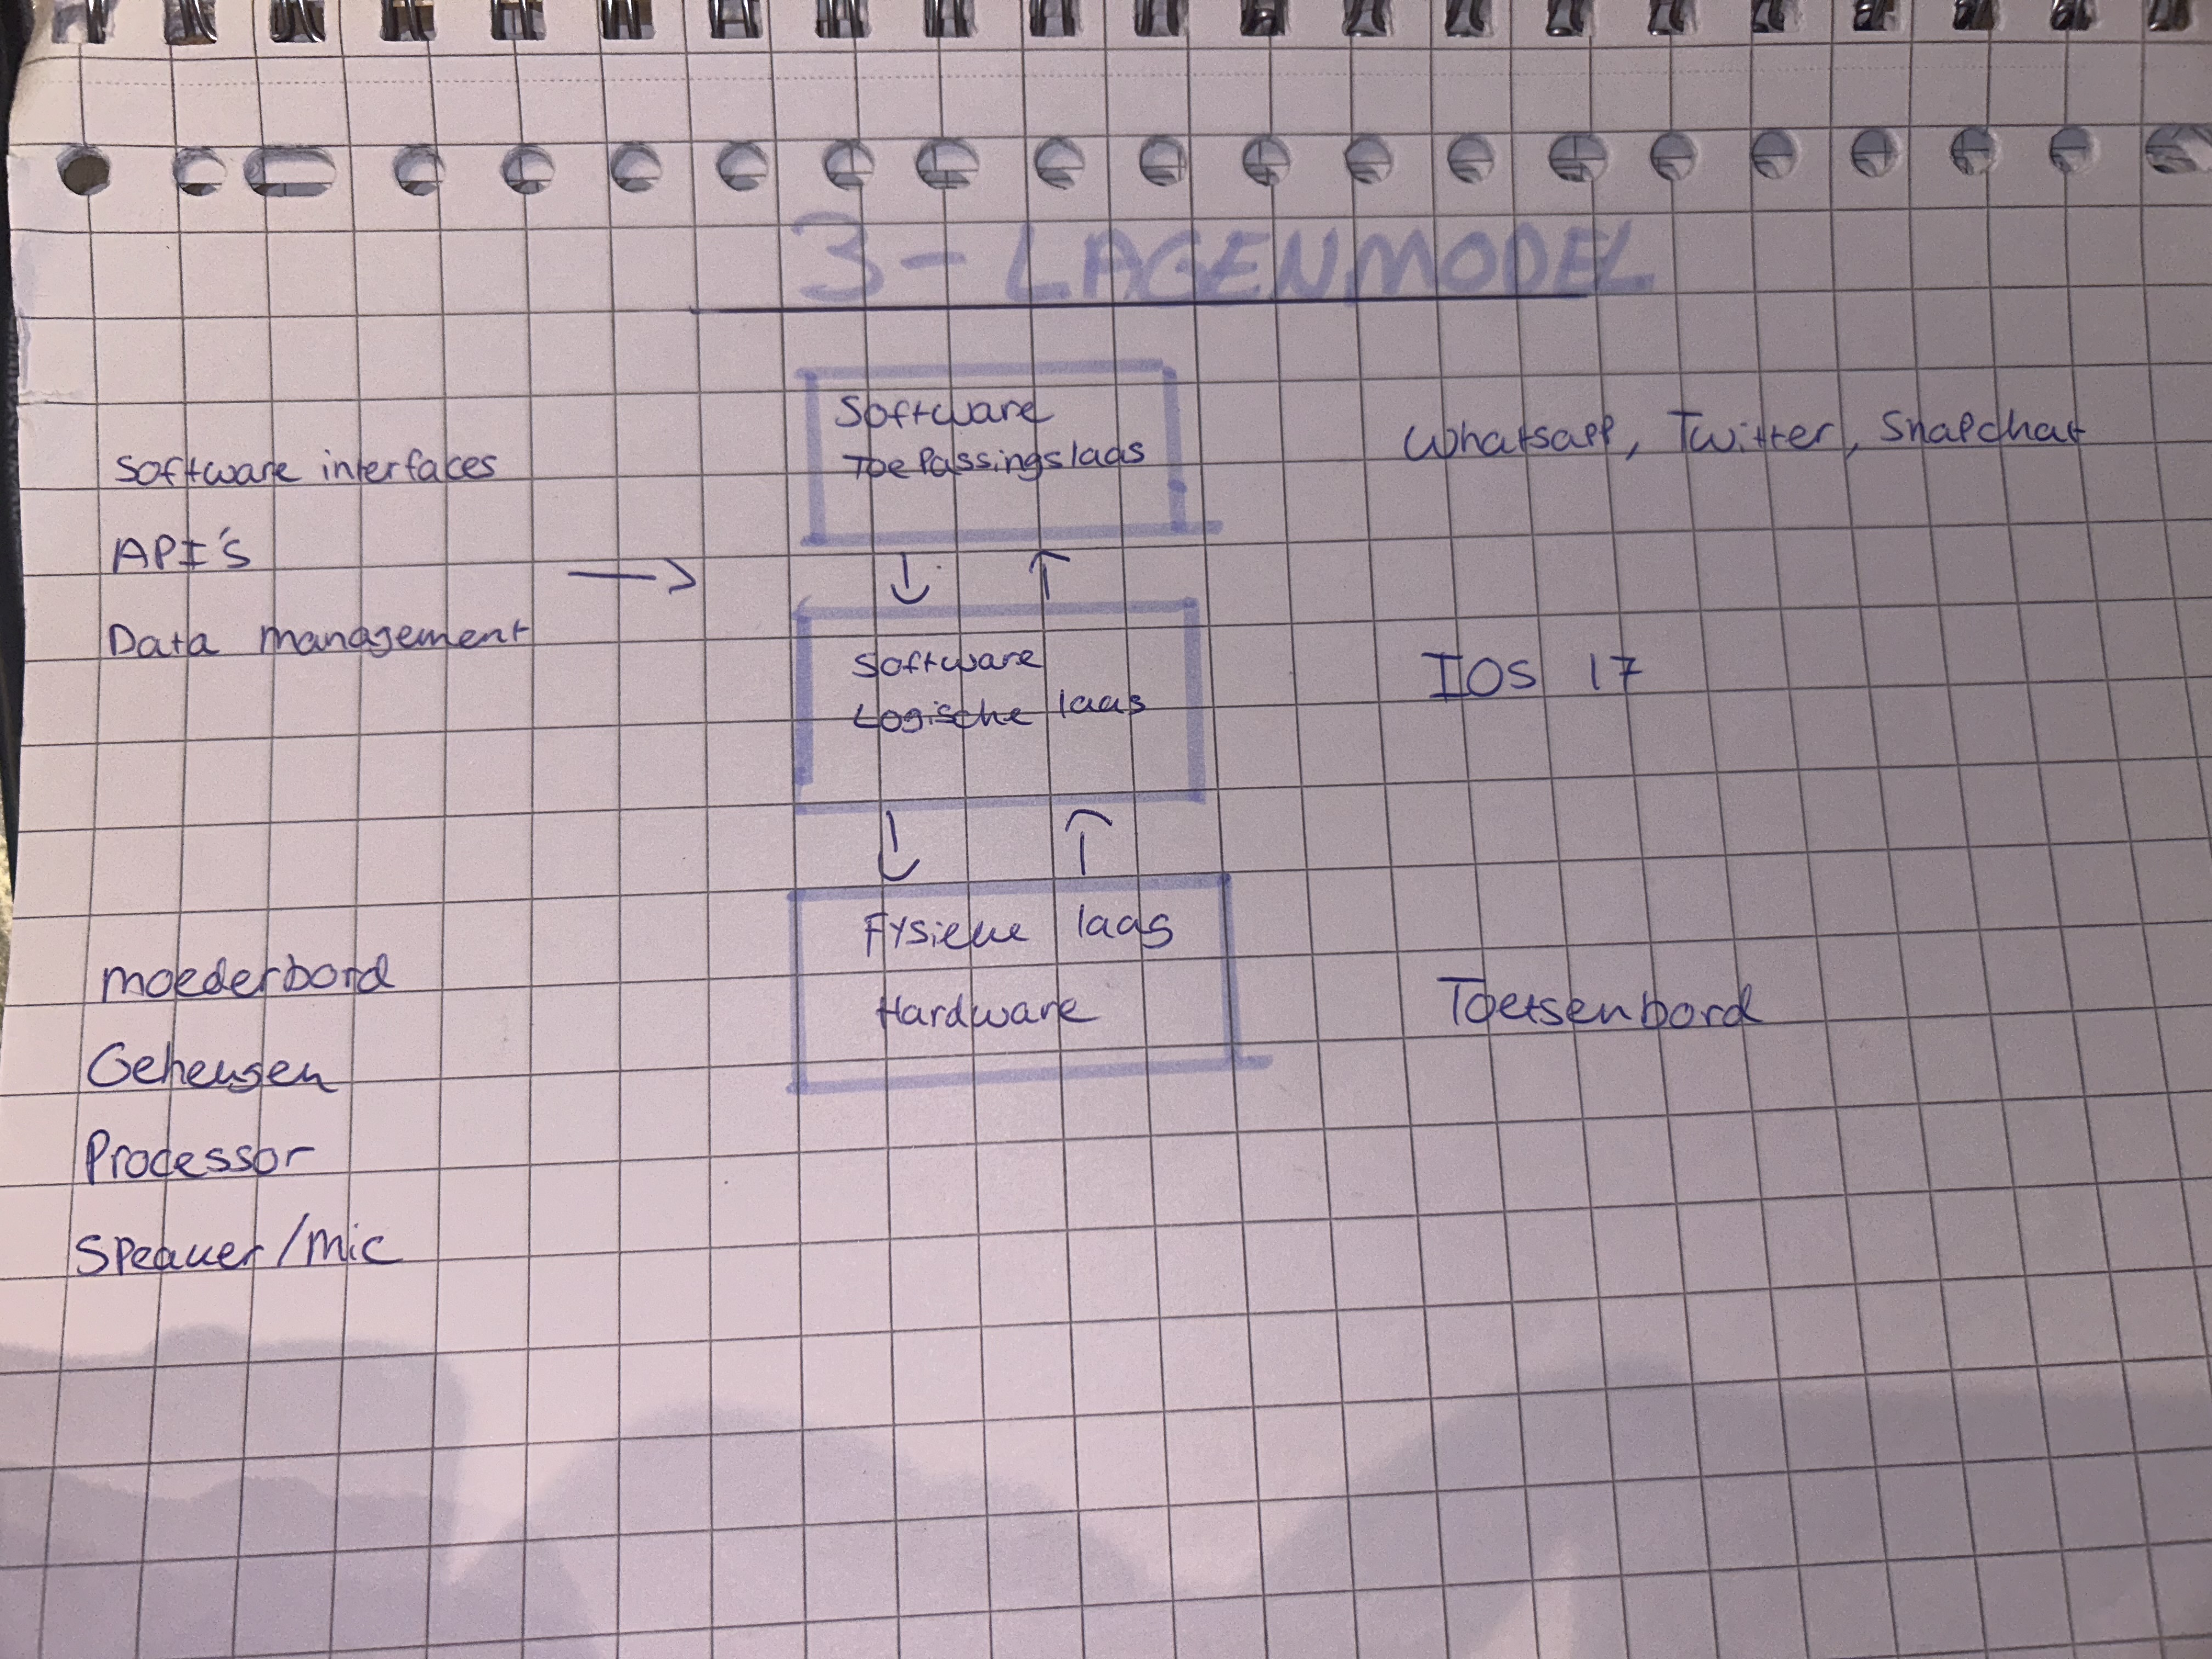 3-LAGENMODEL
Software
Toepassingslaag
Whatsapp, Twitter, Snapchat
Software interfaces
API's
Data management
Software
Logische laag
IOS 17
Fysieke laag
Hardware
Toetsenbord
moederbord
Geheugen
Processor
Speaker/mic